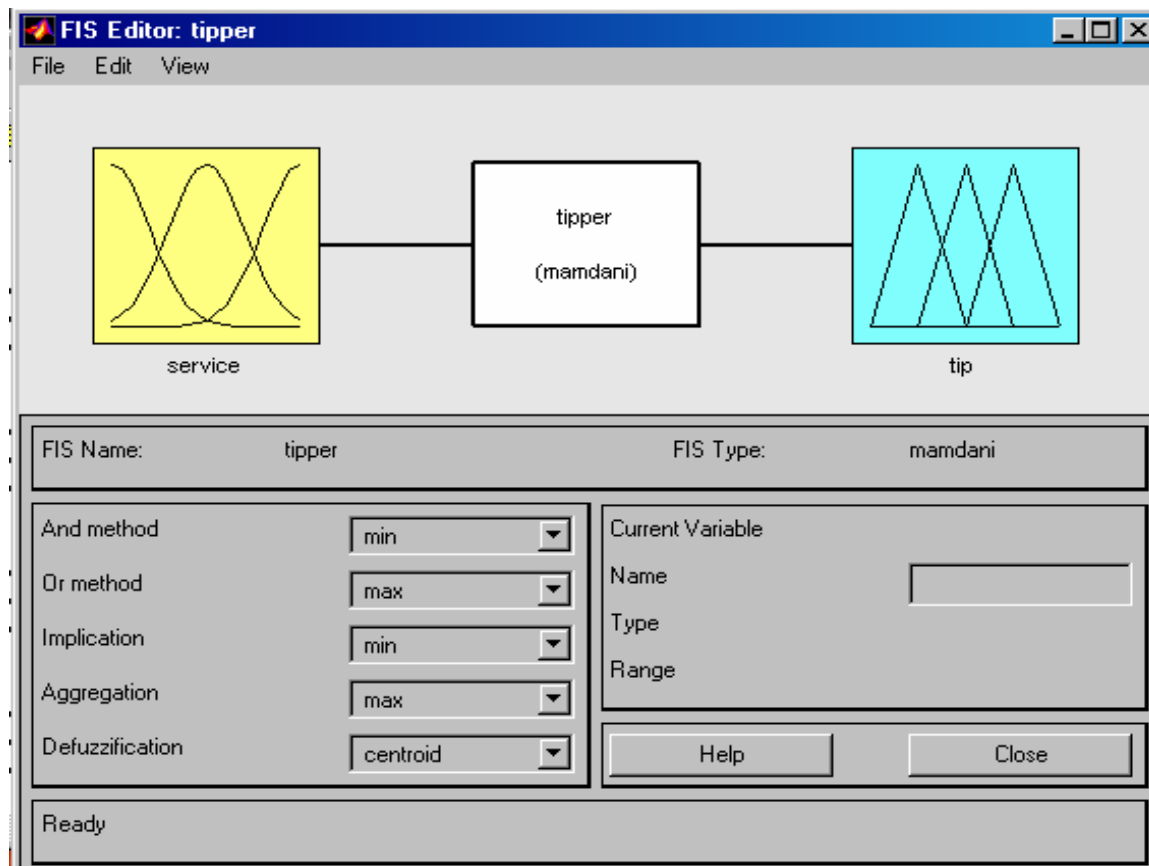 FIS Editor: tipper
File Edit View
tipper
(mamdani)
service
tip
FIS Name: tipper FIS Type: mamdani
And method min
Or method max
Implication min
Aggregation max
Defuzzification centroid
Current Variable
Name
Type
Range
Help Close
Ready